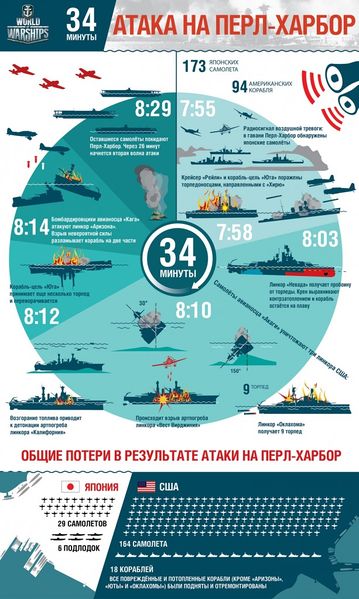 WORLD
OF
WARSHIPS
34
МИНУТЫ
АТАКА НА ПЕРЛ-ХАРБОР
173 ЯПОНСКИХ
САМОЛЕТА
94 АМЕРИКАНСКИХ
КОРАБЛЯ
8:29
Оставшиеся самолёты покидают
Перл-Харбор. Через 26 минут
начнется вторая волна атаки
7:55
Радиосигнал воздушной тревоги:
в гавани Перл-Харбор обнаружены
японские самолёты
Крейсер «Рейли» и корабль-цель «Юта» поражены
торпедоносцами, направленными с «Хирю»
7:58
8:03
Линкор «Невада» получает пробоину
от торпеды. Крен выравнивают
контрзатоплением и корабль
остаётся на плаву
Самолёты авианосца «Акаги» уничтожают три линкора США:
8:14
Бомбардировщики авианосца «Кага»
атакуют линкор «Аризона».
Взрыв невероятной силы
разламывает корабль на две части
34
МИНУТЫ
Корабль-цель «Юта»
принимает еще несколько торпед
и переворачивается
8:12
8:10
30°
150°
9 ТОРПЕД
Возгорание топлива приводит
к детонации артпогреба
линкора «Калифорния»
Происходит взрыв артпогреба
линкора «Вест Вирджиния»
Линкор «Оклахома»
получает 9 торпед
ОБЩИЕ ПОТЕРИ В РЕЗУЛЬТАТЕ АТАКИ НА ПЕРЛ-ХАРБОР
ЯПОНИЯ
29 САМОЛЕТОВ
6 ПОДЛОДОК
США
164 САМОЛЕТА
18 КОРАБЛЕЙ
ВСЕ ПОВРЕЖДЁННЫЕ И ПОТОПЛЕННЫЕ КОРАБЛИ (КРОМЕ «АРИЗОНЫ»,
«ЮТЫ» И «ОКЛАХОМЫ») БЫЛИ ПОДНЯТЫ И ОТРЕМОНТИРОВАНЫ